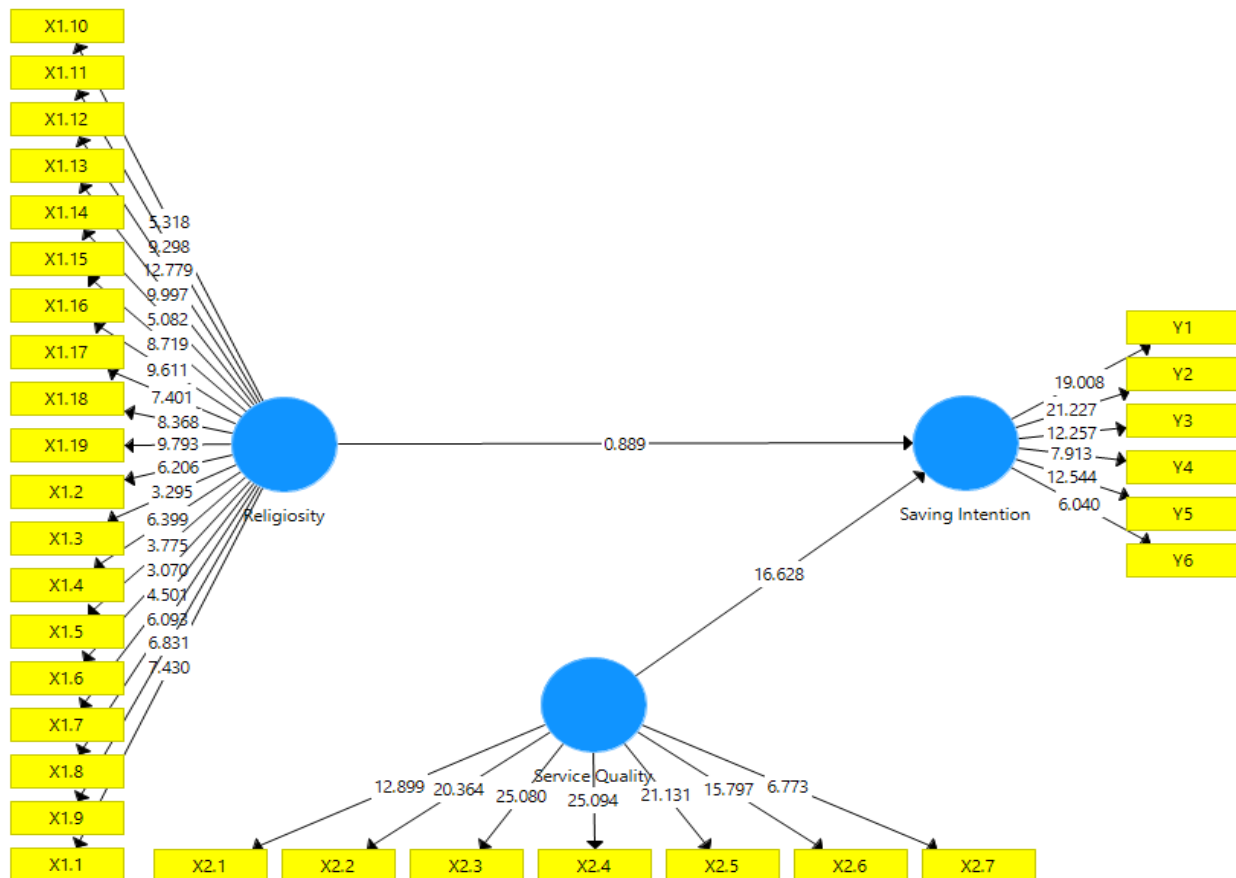 X1.10
X1.11
X1.12
X1.13
X1.14
X1.15
X1.16
X1.17
X1.18
X1.19
X1.2
X1.3
X1.4
X1.5
X1.6
X1.7
X1.8
X1.9
X1.1
5.318
9.298
12.779
9.997
5.082
8.719
9.611
7.401
8.368
9.793
6.206
3.295
6.399
3.775
3.070
4.501
6.093
6.831
7.430
Religiosity
0.889
Saving Intention
19.008
21.227
12.257
7.913
12.544
6.040
Y1
Y2
Y3
Y4
Y5
Y6
16.628
Service Quality
12.899
20.364
25.080
25.094
21.131
15.797
6.773
X2.1
X2.2
X2.3
X2.4
X2.5
X2.6
X2.7